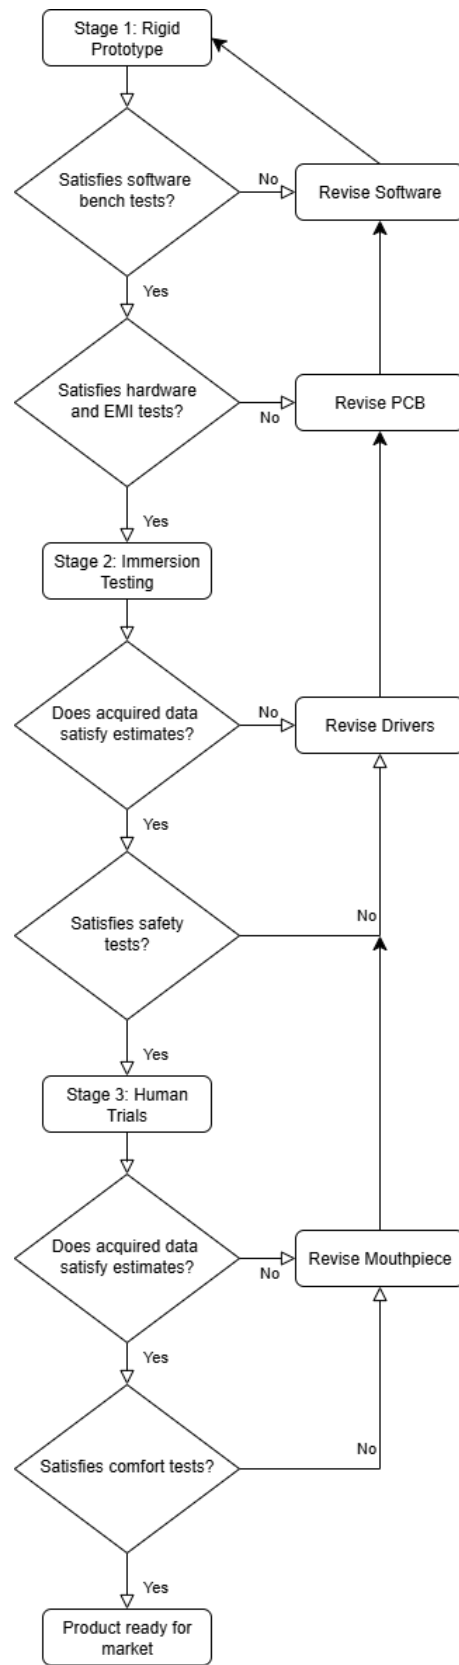 Stage 1: Rigid
Prototype
Satisfies software
bench tests?
No
Revise Software
Yes
Satisfies hardware
and EMI tests?
No
Revise PCB
Yes
Stage 2: Immersion
Testing
Does acquired data
satisfy estimates?
No
Revise Drivers
Yes
Satisfies safety
tests?
No
Yes
Stage 3: Human
Trials
Does acquired data
satisfy estimates?
No
Revise Mouthpiece
Yes
Satisfies comfort tests?
No
Yes
Product ready for
market